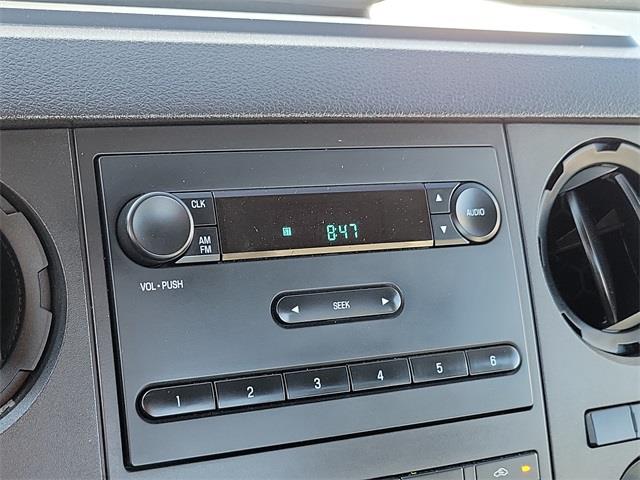 CLK
8:47
AUDIO
AM
FM
VOL • PUSH
SEEK
1 2 3 4 5 6